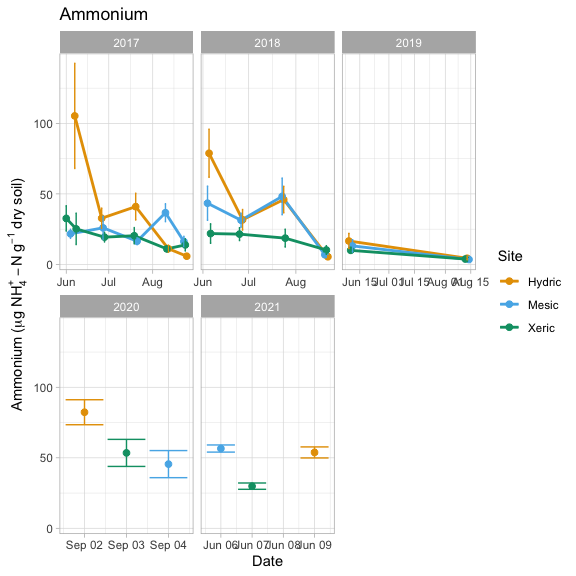 Ammonium
2017 2018 2019
100
50
0
Jun Jul Aug Jun Jul Aug Jun 15 Jul 01 Jul 15 Aug 01 Aug 15
Ammonium (μg NH₄⁺ – N g⁻¹ dry soil)
Site
Hydric
Mesic
Xeric
2020 2021
100
50
0
Sep 02 Sep 03 Sep 04 Jun 06 Jun 07 Jun 08 Jun 09
Date